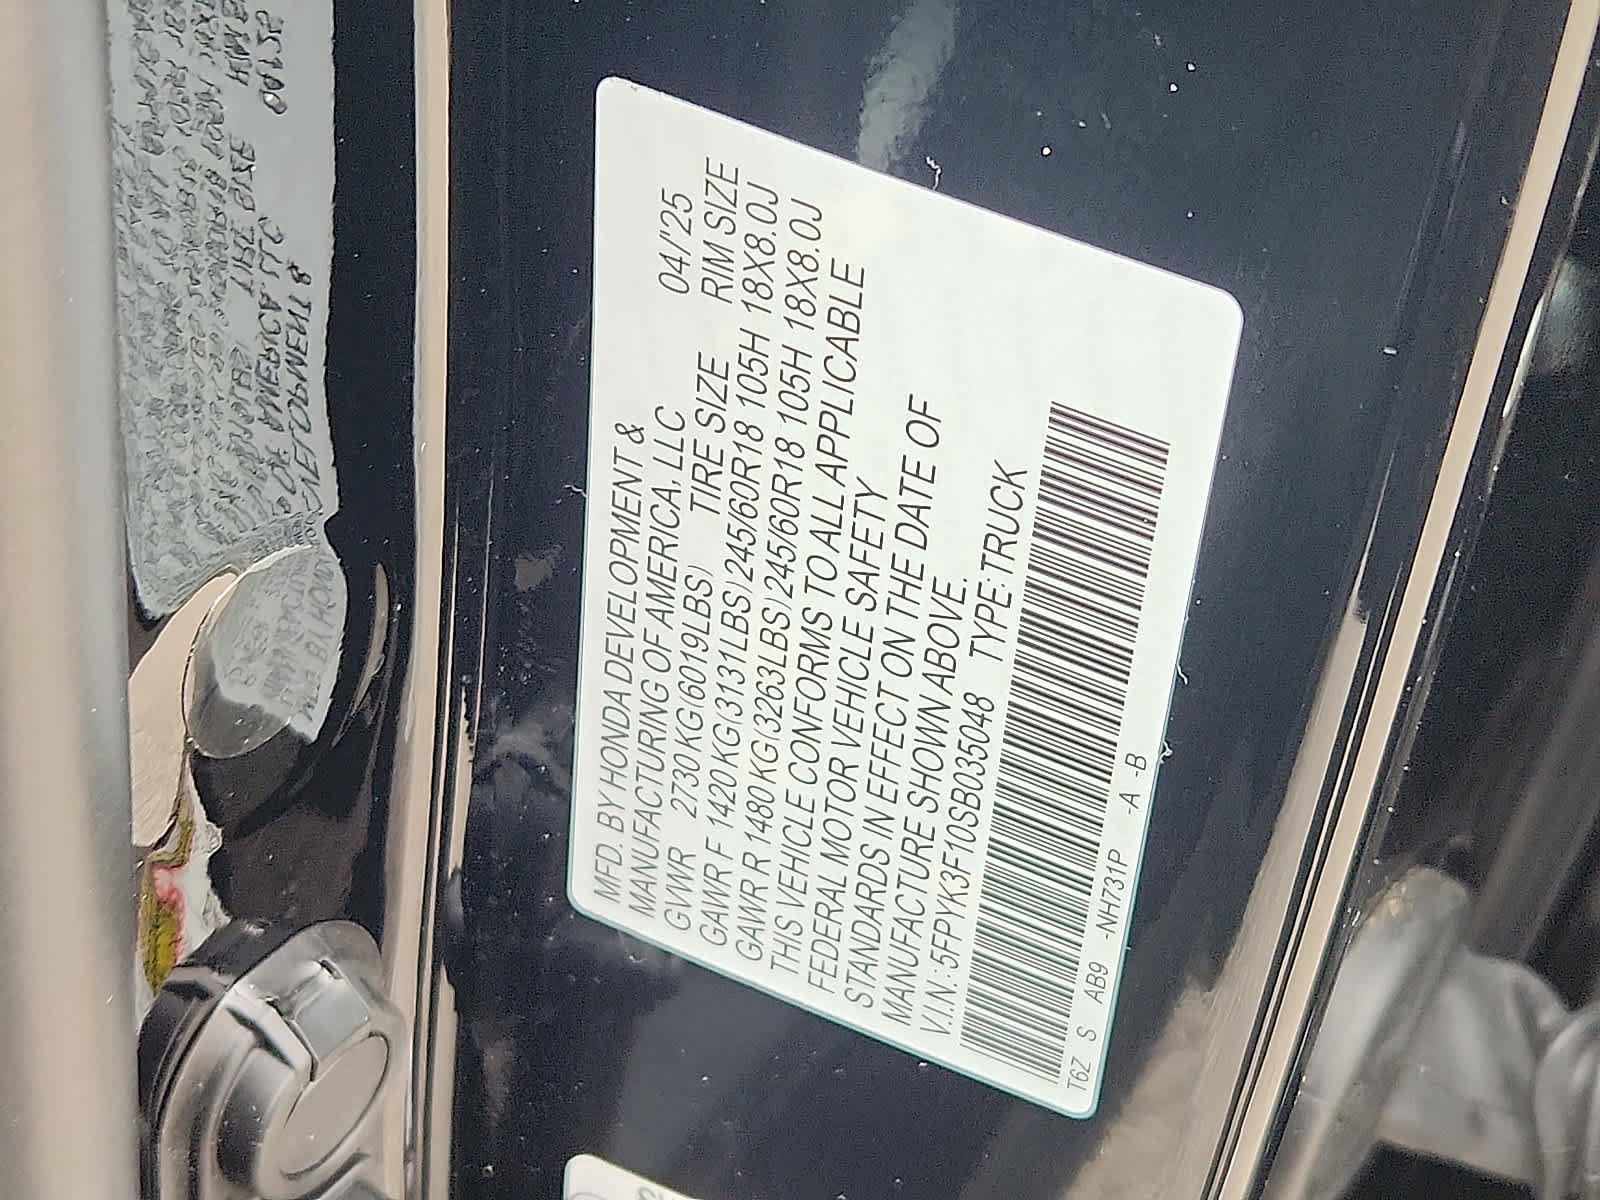 MFD. BY HONDA DEVELOPMENT &
MANUFACTURING OF AMERICA, LLC 04/'25
GVWR 2730 KG(6019LBS) TIRE SIZE RIM SIZE
GAWR F 1420 KG(3131LBS) 245/60R18 105H 18X8.0J
GAWR R 1480 KG(3263LBS) 245/60R18 105H 18X8.0J
THIS VEHICLE CONFORMS TO ALL APPLICABLE
FEDERAL MOTOR VEHICLE SAFETY
STANDARDS IN EFFECT ON THE DATE OF
MANUFACTURE SHOWN ABOVE.
V.I.N.: 5FPYK3F10SB035048 TYPE:TRUCK
T6Z S AB9 -NH731P -A -B